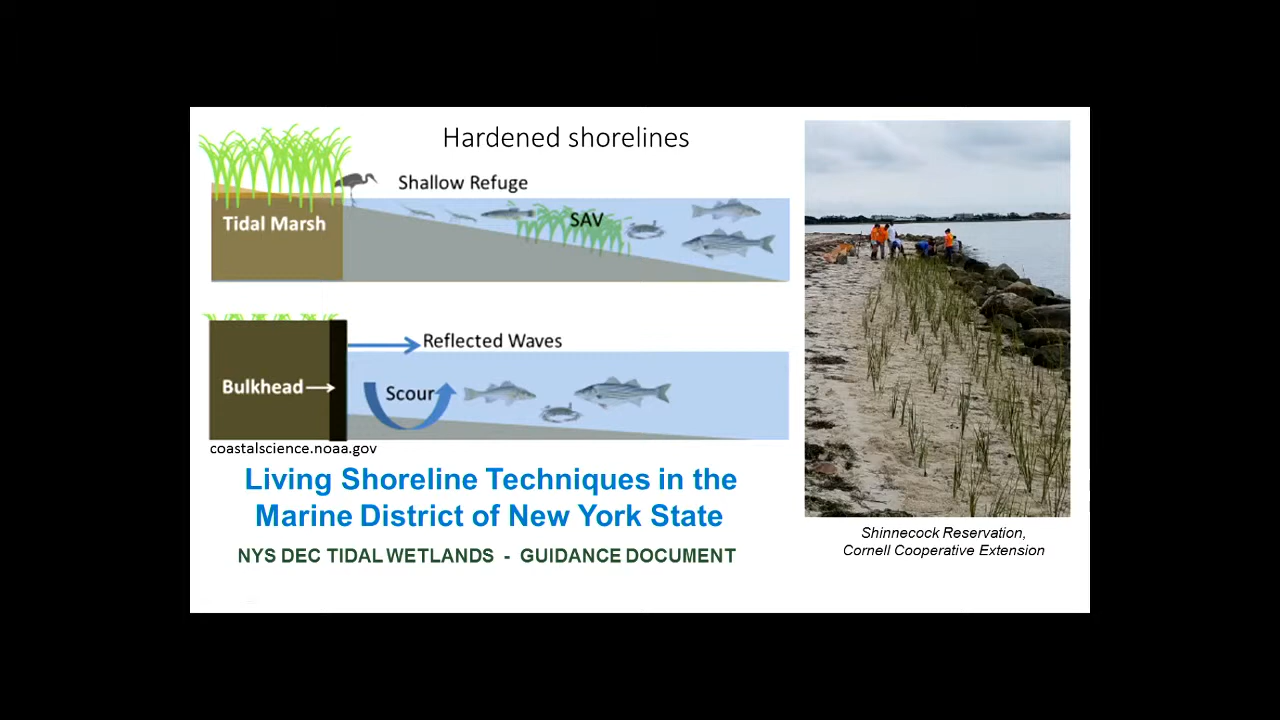 Hardened shorelines
Shallow Refuge
Tidal Marsh
SAV
Reflected Waves
Bulkhead
Scour
coastalscience.noaa.gov
Living Shoreline Techniques in the
Marine District of New York State
NYS DEC TIDAL WETLANDS - GUIDANCE DOCUMENT
Shinnecock Reservation,
Cornell Cooperative Extension